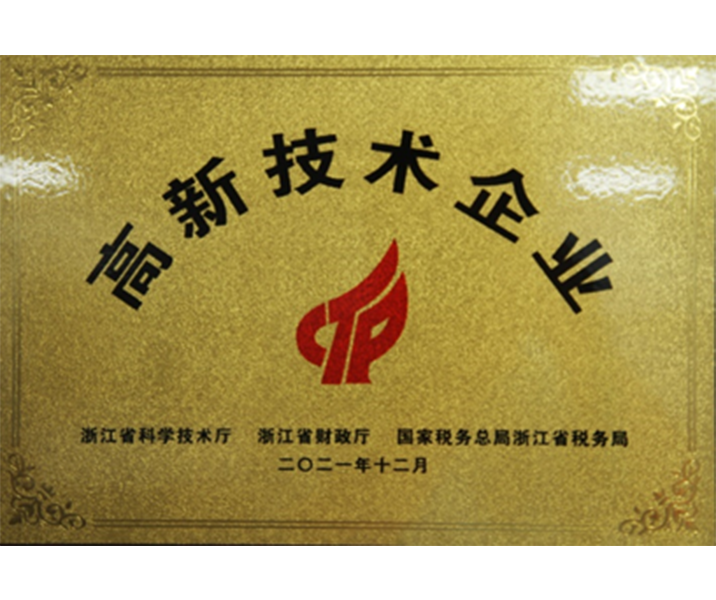 高新技术企业
浙江省科学技术厅 浙江省财政厅 国家税务总局浙江省税务局
二〇二一年十二月